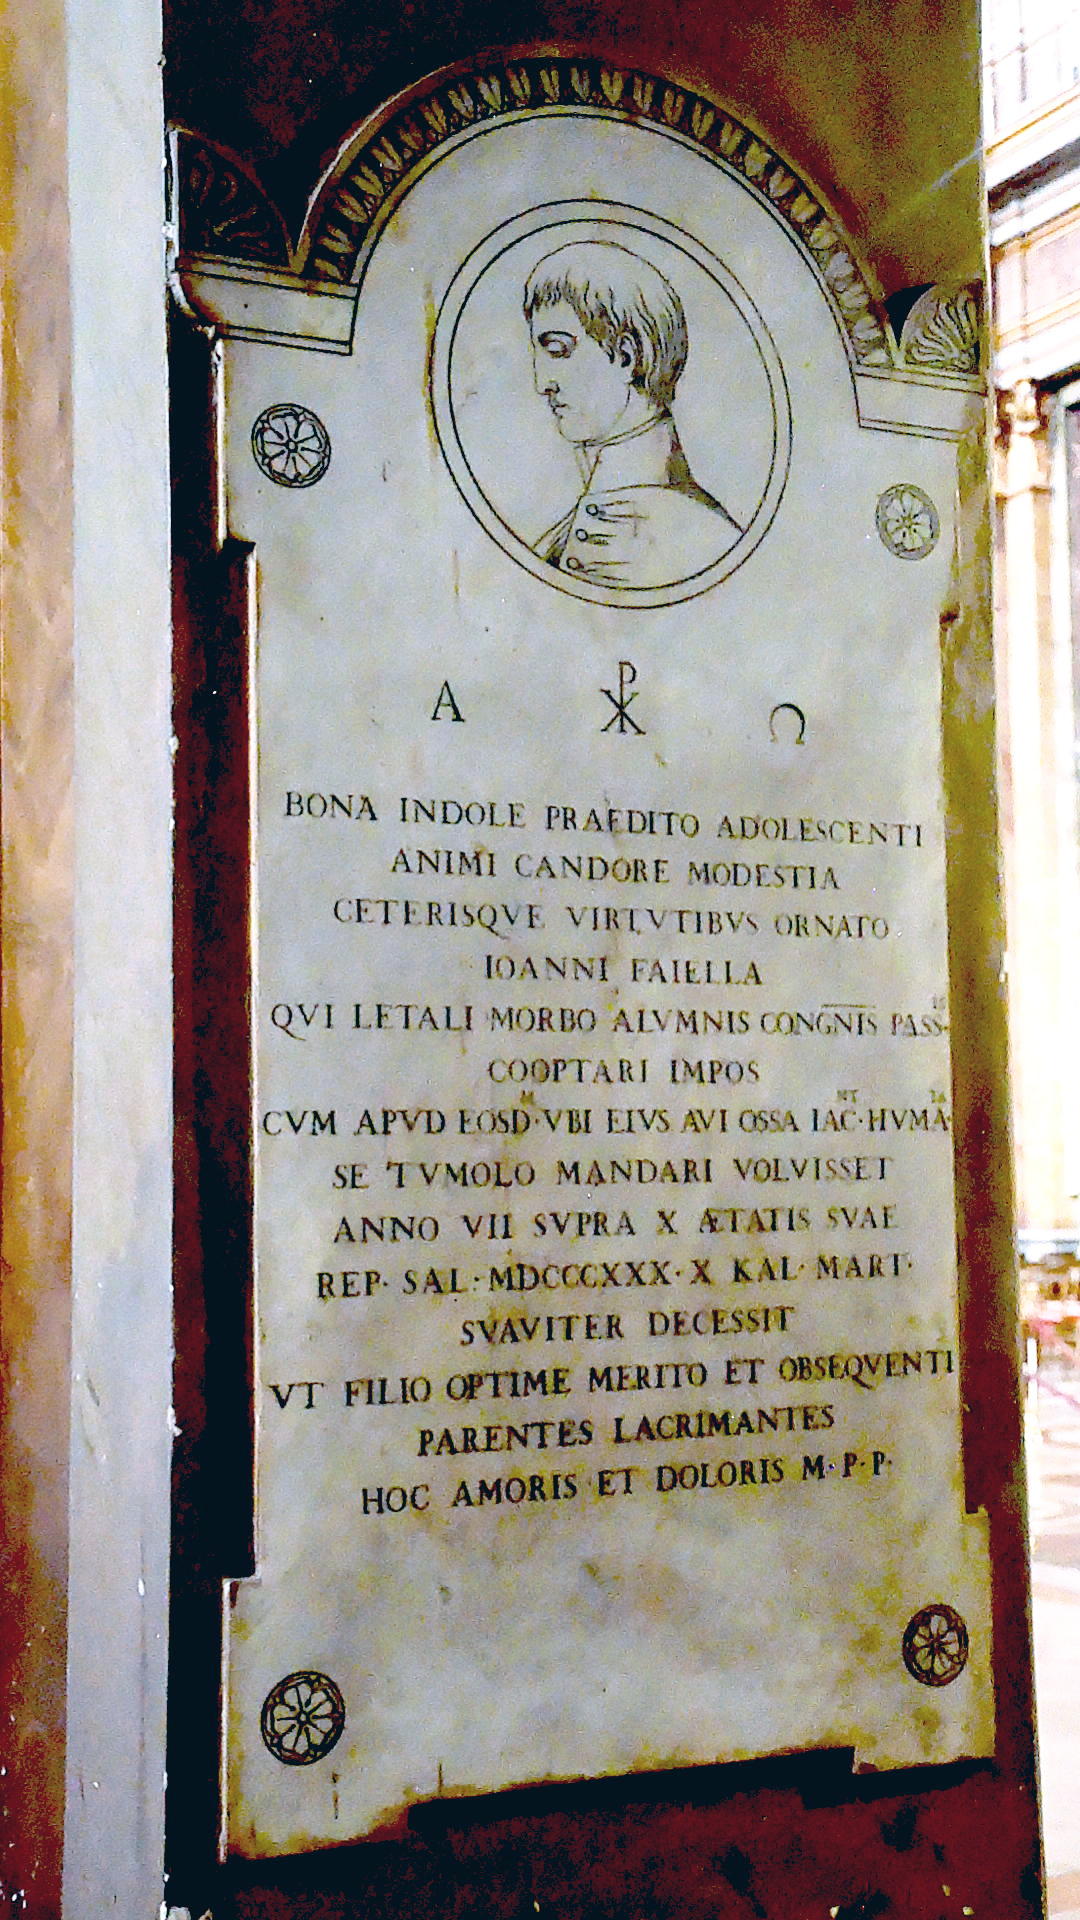 Α ☧ Ω
BONA INDOLE PRAEDITO ADOLESCENTI
ANIMI CANDORE MODESTIA
CETERISQVE VIRTVTIBVS ORNATO
IOANNI FAIELLA
QVI LETALI MORBO ALVMNIS CONGNIS PASS.IS
COOPTARI IMPOS
CVM APVD EOSD.M VBI EIVS AVI OSSA IAC.NT HVMA.TA
SE TVMOLO MANDARI VOLVISSET
ANNO VII SVPRA X ÆTATIS SVAE
REP· SAL: MDCCCXXX· X KAL· MART·
SVAVITER DECESSIT
VT FILIO OPTIME MERITO ET OBSEQVENTI
PARENTES LACRIMANTES
HOC AMORIS ET DOLORIS M·P·P·